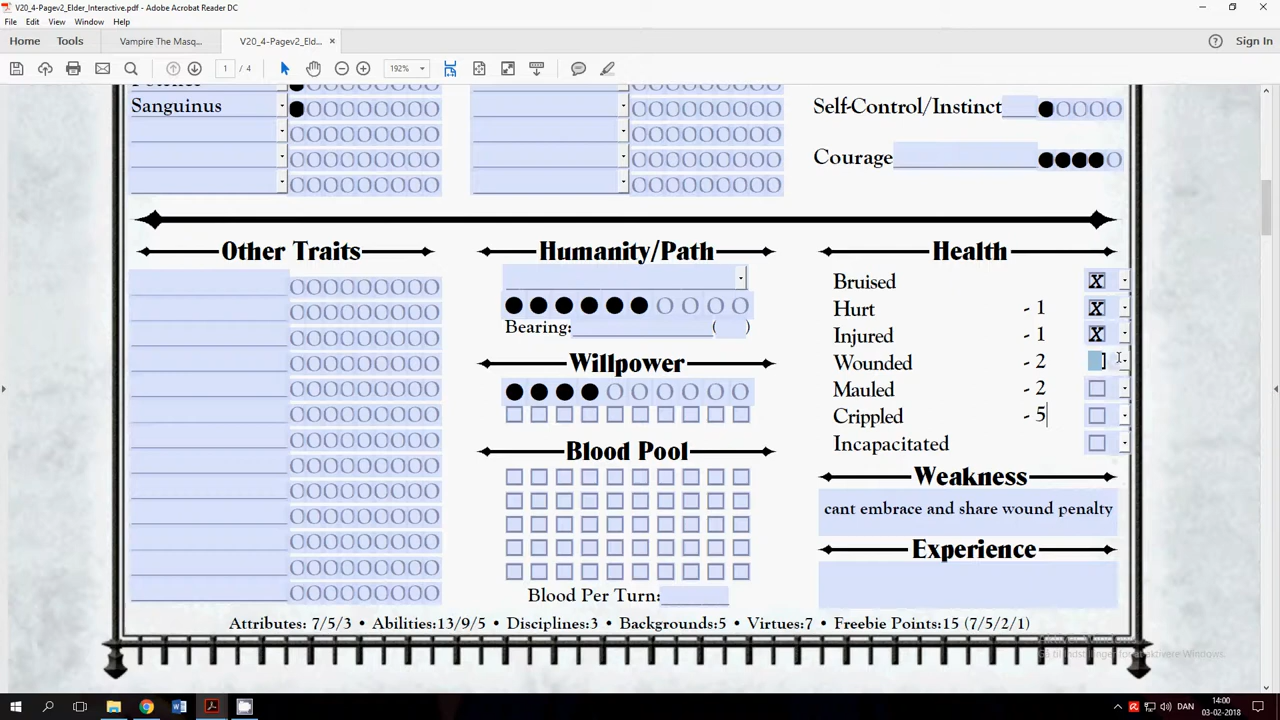 V20_4-Pagev2_Elder_Interactive.pdf - Adobe Acrobat Reader DC
File Edit View Window Help
Home Tools Vampire The Masq... V20_4-Pagev2_Eld... × Sign In
1 / 4 192%
Sanguinus
Self-Control/Instinct
Courage
Other Traits
Humanity/Path
Bearing: ( )
Willpower
Blood Pool
Blood Per Turn:
Health
Bruised X
Hurt - 1 X
Injured - 1 X
Wounded - 2
Mauled - 2
Crippled - 5
Incapacitated
Weakness
cant embrace and share wound penalty
Experience
Attributes: 7/5/3 • Abilities:13/9/5 • Disciplines:3 • Backgrounds:5 • Virtues:7 • Freebie Points:15 (7/5/2/1)
DAN
14:00
03-02-2018